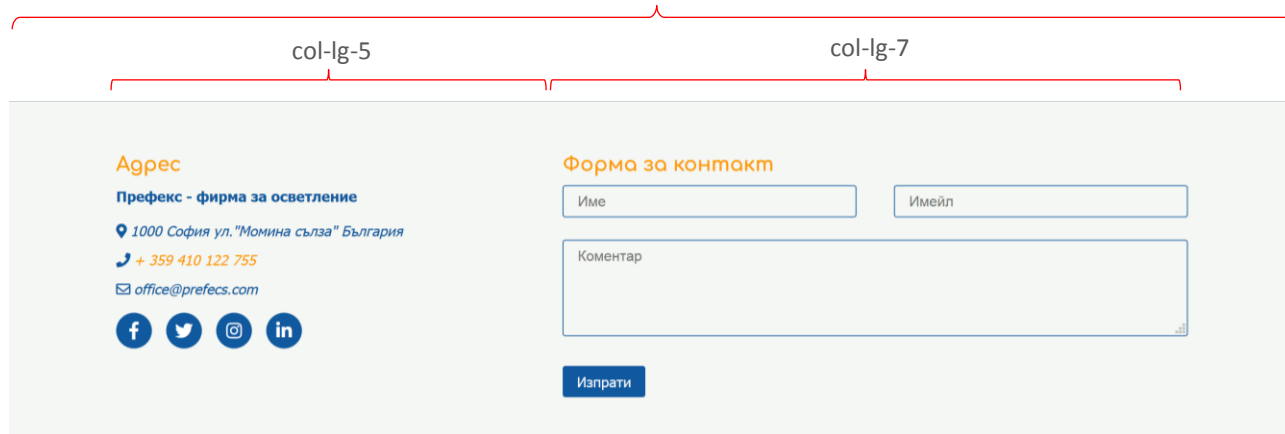 col-lg-5
col-lg-7
Адрес
Префекс - фирма за осветление
1000 София ул."Момина сълза" България
+ 359 410 122 755
office@prefecs.com
Форма за контакт
Име
Имейл
Коментар
Изпрати